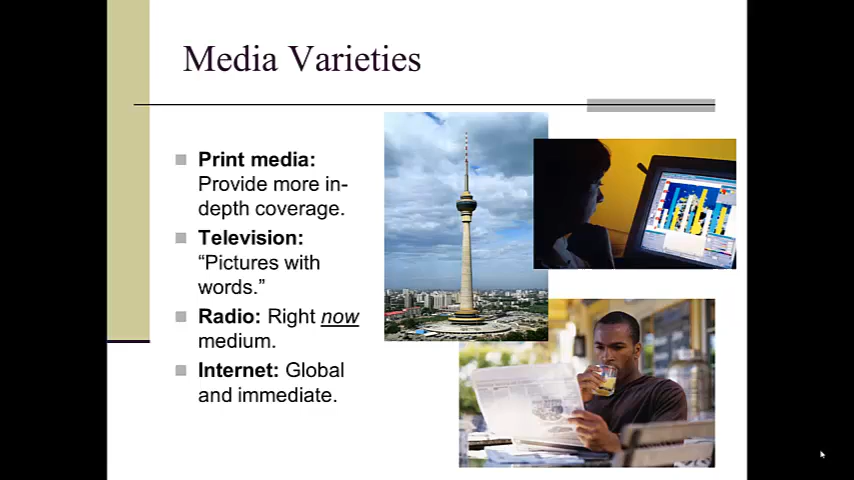 Media Varieties
Print media:
Provide more in-
depth coverage.
Television:
“Pictures with
words.”
Radio: Right now
medium.
Internet: Global
and immediate.